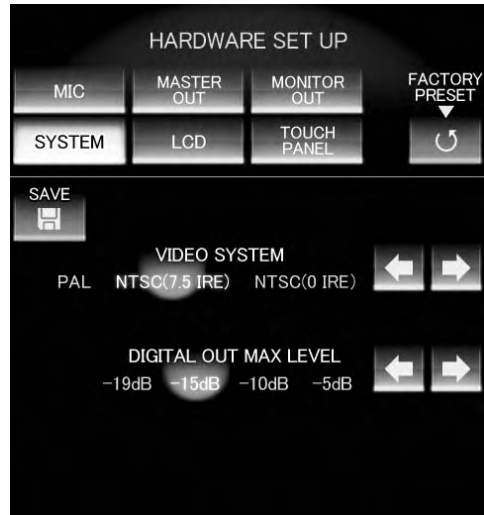 HARDWARE SET UP
MIC
MASTER
OUT
MONITOR
OUT
FACTORY
PRESET
SYSTEM
LCD
TOUCH
PANEL
SAVE
VIDEO SYSTEM
PAL NTSC(7.5 IRE) NTSC(0 IRE)
DIGITAL OUT MAX LEVEL
-19dB -15dB -10dB -5dB